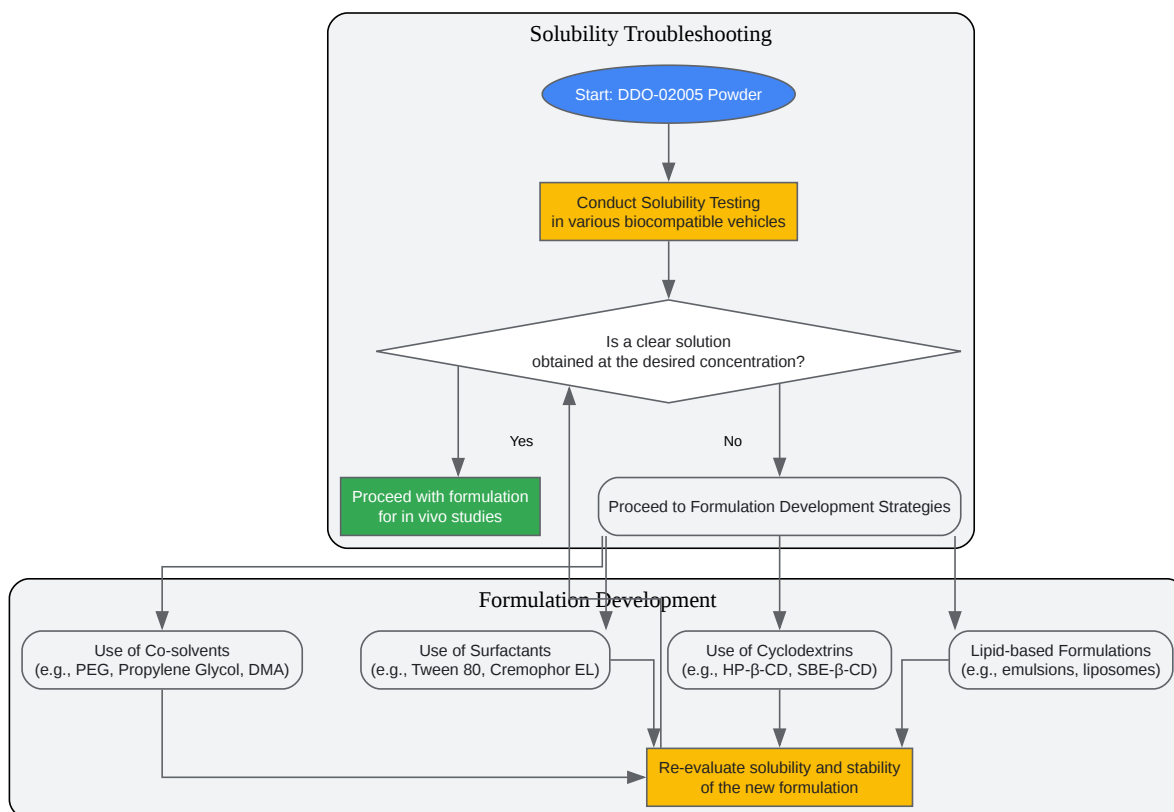 Solubility Troubleshooting
Start: DDO-02005 Powder
Conduct Solubility Testing
in various biocompatible vehicles
Is a clear solution
obtained at the desired concentration?
Yes
No
Proceed with formulation
for in vivo studies
Proceed to Formulation Development Strategies
Formulation Development
Use of Co-solvents
(e.g., PEG, Propylene Glycol, DMA)
Use of Surfactants
(e.g., Tween 80, Cremophor EL)
Use of Cyclodextrins
(e.g., HP-β-CD, SBE-β-CD)
Lipid-based Formulations
(e.g., emulsions, liposomes)
Re-evaluate solubility and stability
of the new formulation